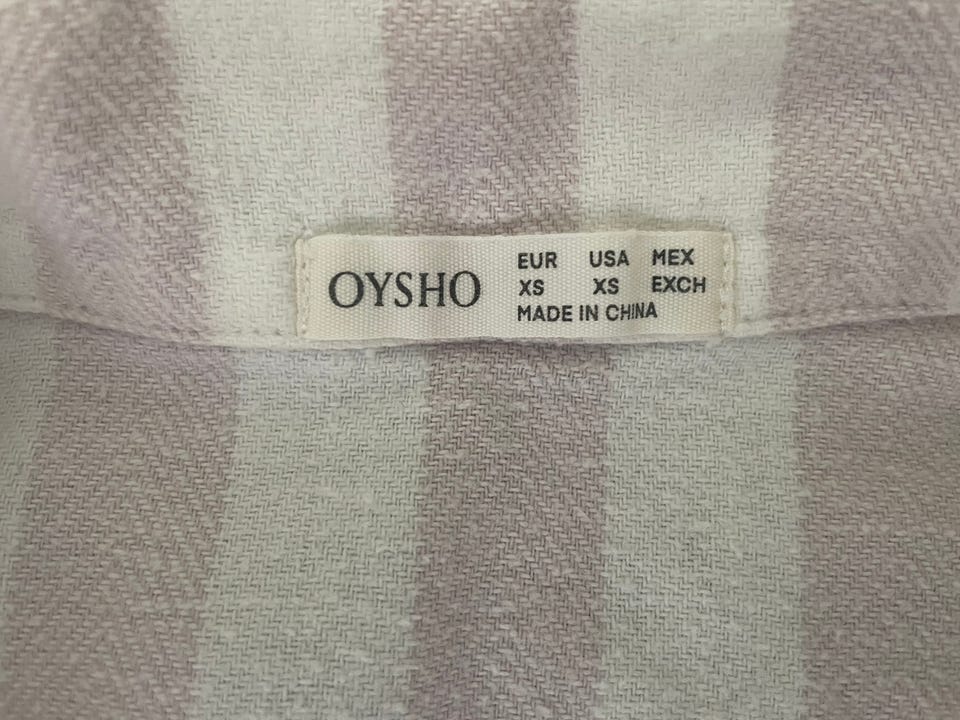 OYSHO
EUR USA MEX
XS XS EXCH
MADE IN CHINA